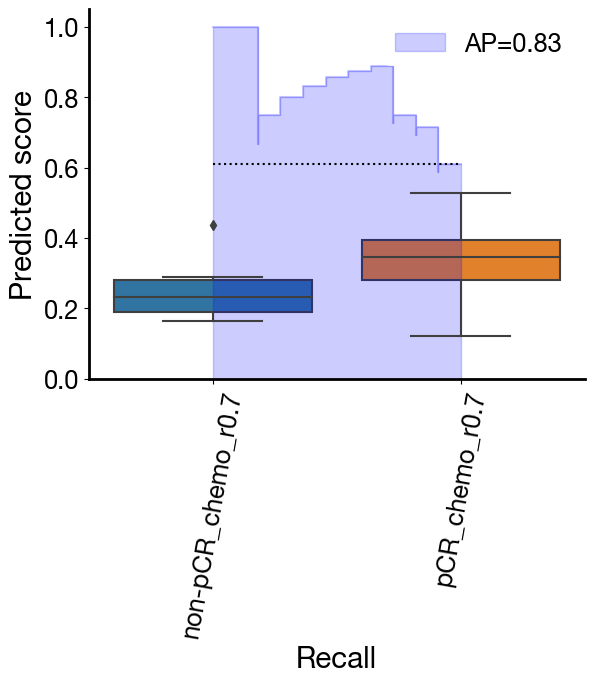 AP=0.83
Predicted score
1.0
0.8
0.6
0.4
0.2
0.0
non-pCR_chemo_r0.7
pCR_chemo_r0.7
Recall